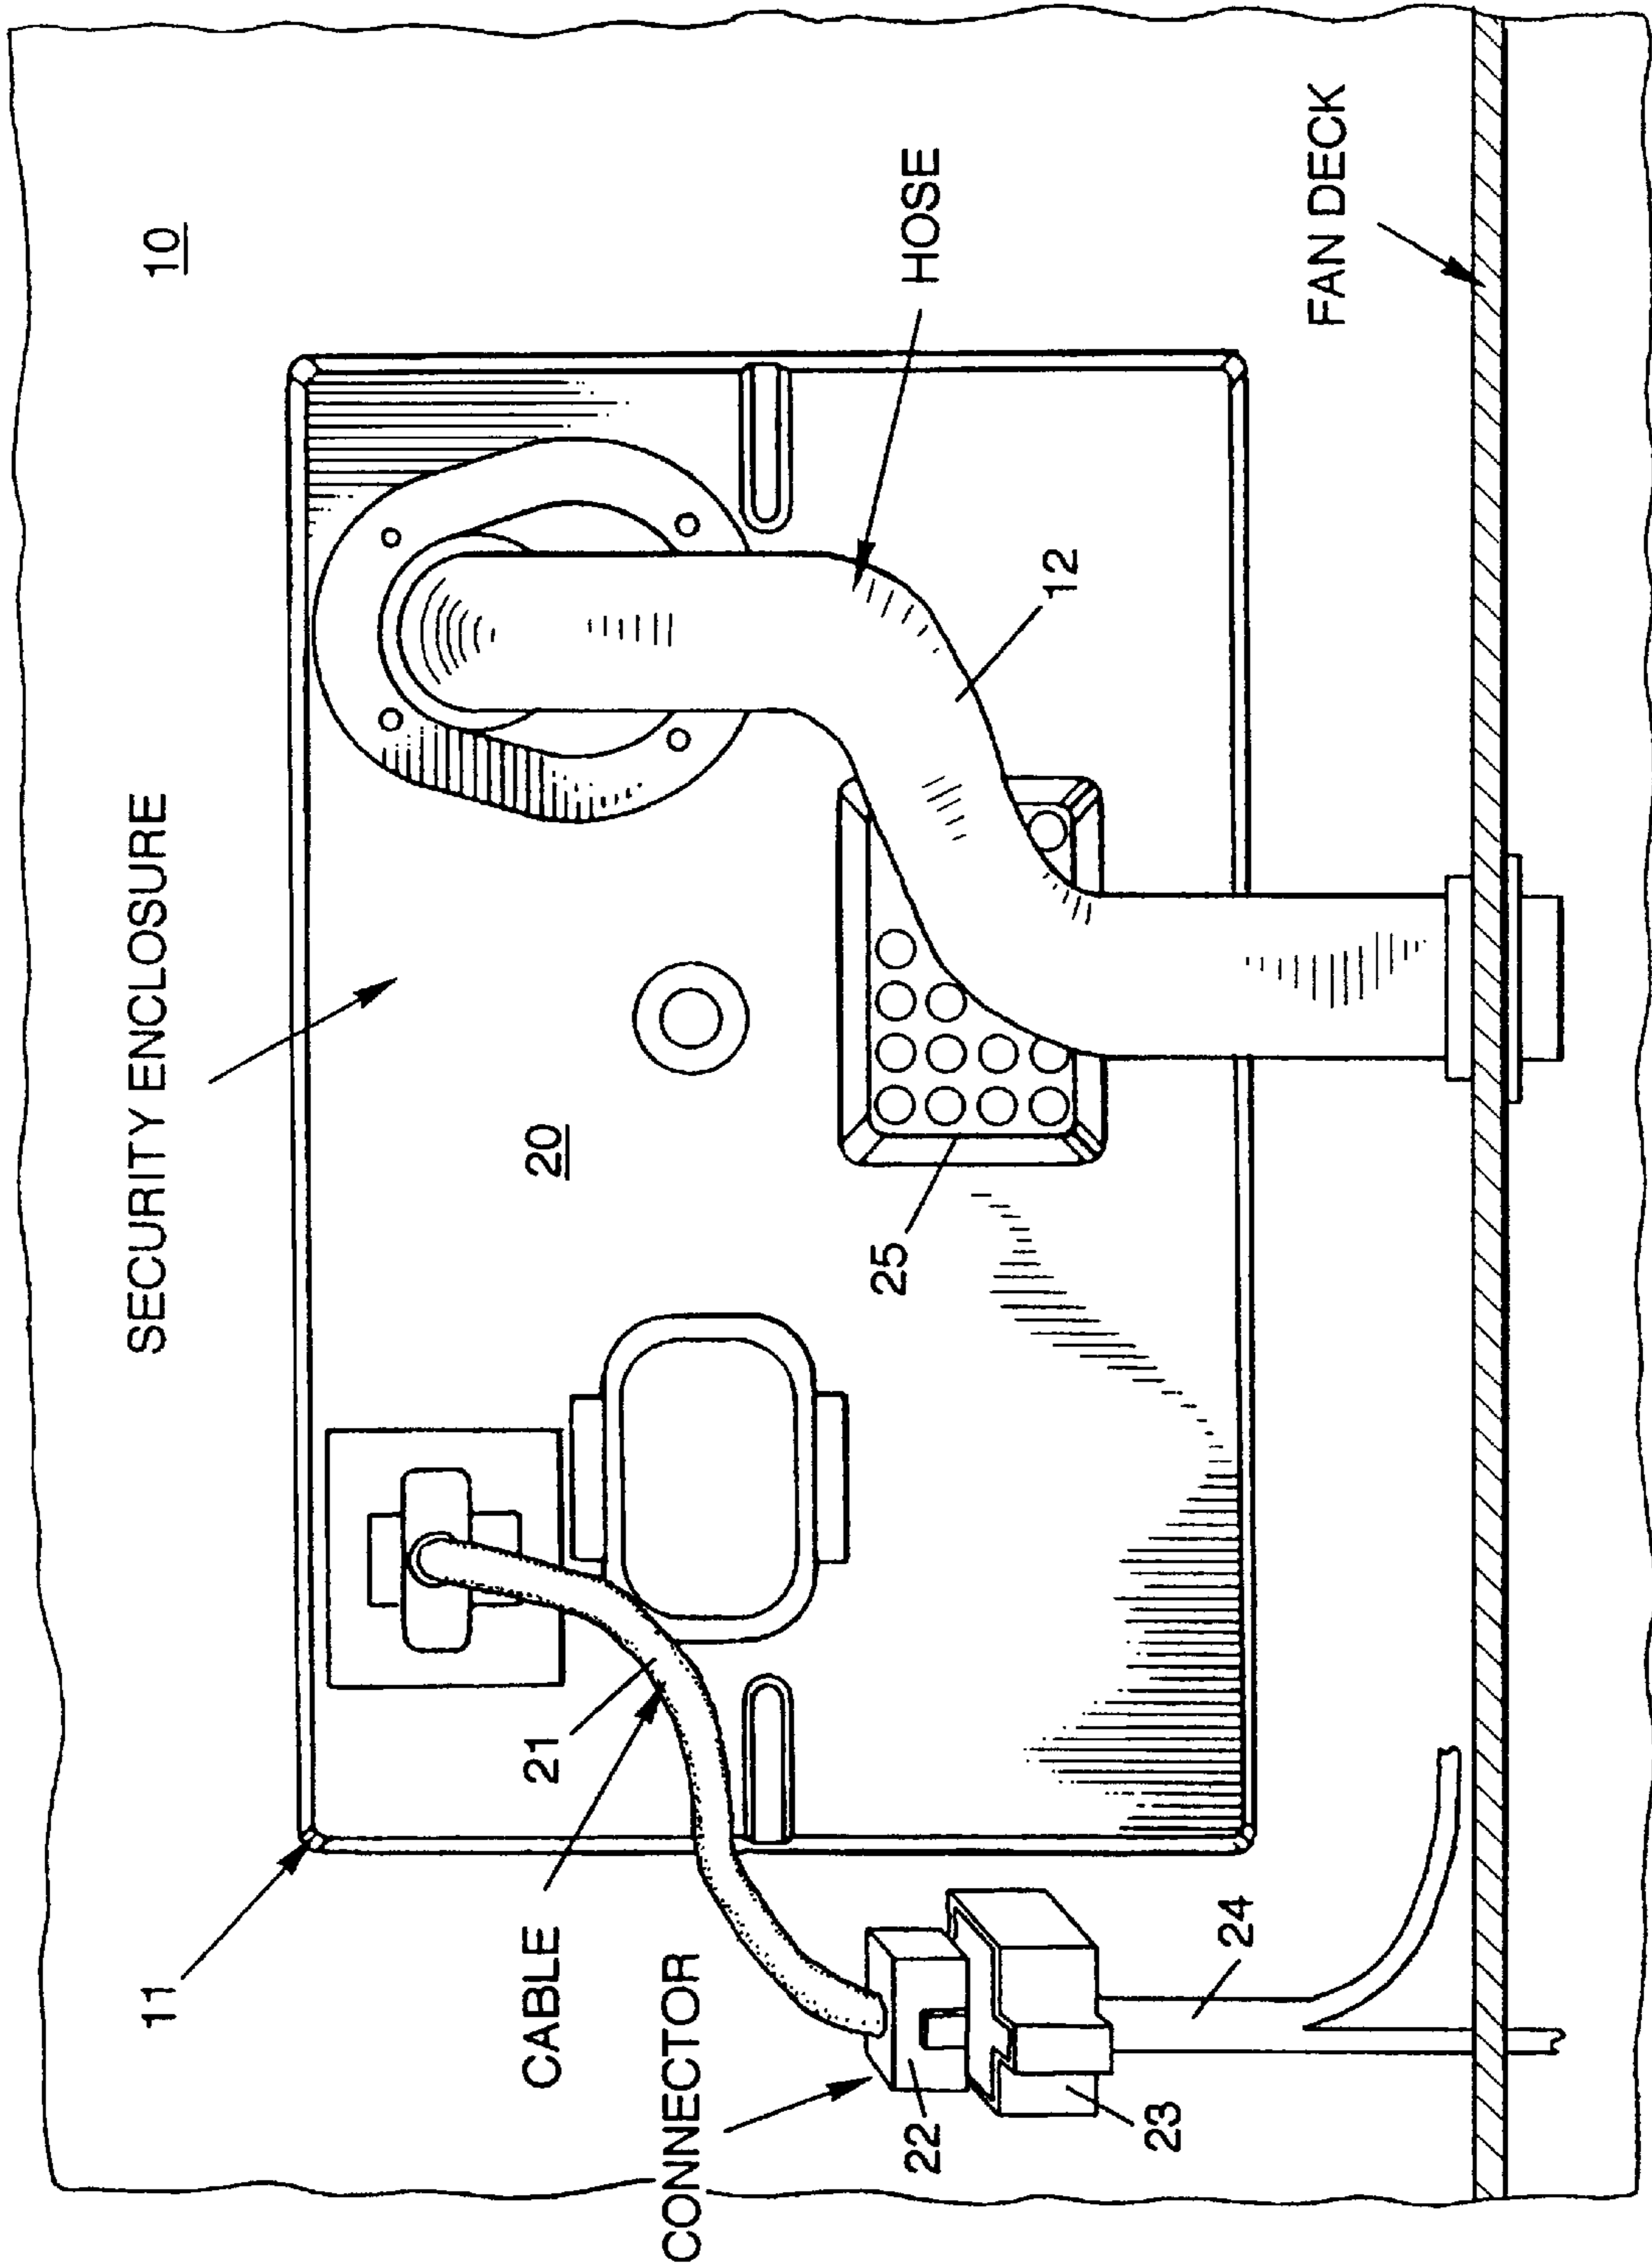 10
SECURITY ENCLOSURE
HOSE
FAN DECK
11
20
12
21
CABLE
25
CONNECTOR
22
23
24